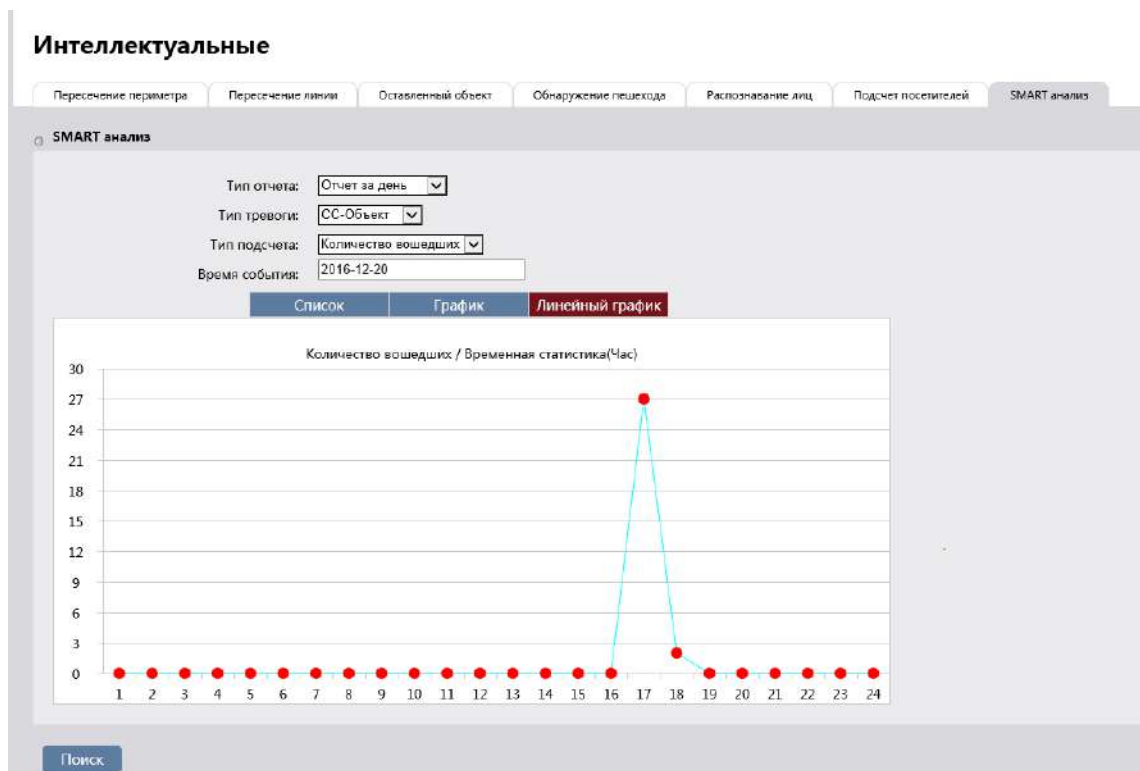 Интеллектуальные
Пересечение периметра Пересечение линии Оставленный объект Обнаружение пешехода Распознавание лиц Подсчет посетителей SMART анализ
SMART анализ
Тип отчета: Отчет за день
Тип тревоги: СС-Объект
Тип подсчета: Количество вошедших
Время события: 2016-12-20
Список График Линейный график
Количество вошедших / Временная статистика(Час)
30
27
24
21
18
15
12
9
6
3
0
1 2 3 4 5 6 7 8 9 10 11 12 13 14 15 16 17 18 19 20 21 22 23 24
Поиск